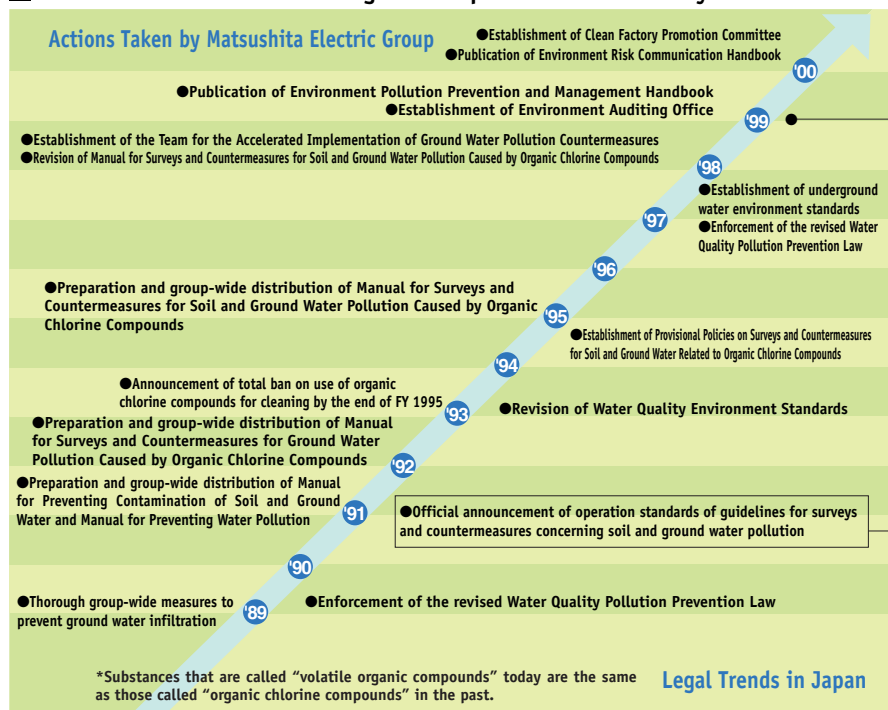 Actions Taken by Matsushita Electric Group
●Establishment of Clean Factory Promotion Committee
●Publication of Environment Risk Communication Handbook
'00
●Publication of Environment Pollution Prevention and Management Handbook
●Establishment of Environment Auditing Office
'99
●Establishment of the Team for the Accelerated Implementation of Ground Water Pollution Countermeasures
●Revision of Manual for Surveys and Countermeasures for Soil and Ground Water Pollution Caused by Organic Chlorine Compounds
'98
●Establishment of underground
water environment standards
●Enforcement of the revised Water
Quality Pollution Prevention Law
'97
'96
●Preparation and group-wide distribution of Manual for Surveys and
Countermeasures for Soil and Ground Water Pollution Caused by Organic
Chlorine Compounds
'95
●Establishment of Provisional Policies on Surveys and Countermeasures
for Soil and Ground Water Related to Organic Chlorine Compounds
'94
●Announcement of total ban on use of organic
chlorine compounds for cleaning by the end of FY 1995
'93
●Revision of Water Quality Environment Standards
●Preparation and group-wide distribution of Manual
for Surveys and Countermeasures for Ground Water
Pollution Caused by Organic Chlorine Compounds
'92
●Preparation and group-wide distribution of Manual
for Preventing Contamination of Soil and Ground
Water and Manual for Preventing Water Pollution
'91
●Official announcement of operation standards of guidelines for surveys
and countermeasures concerning soil and ground water pollution
'90
●Thorough group-wide measures to
prevent ground water infiltration
'89
●Enforcement of the revised Water Quality Pollution Prevention Law
*Substances that are called “volatile organic compounds” today are the same
as those called “organic chlorine compounds” in the past.
Legal Trends in Japan